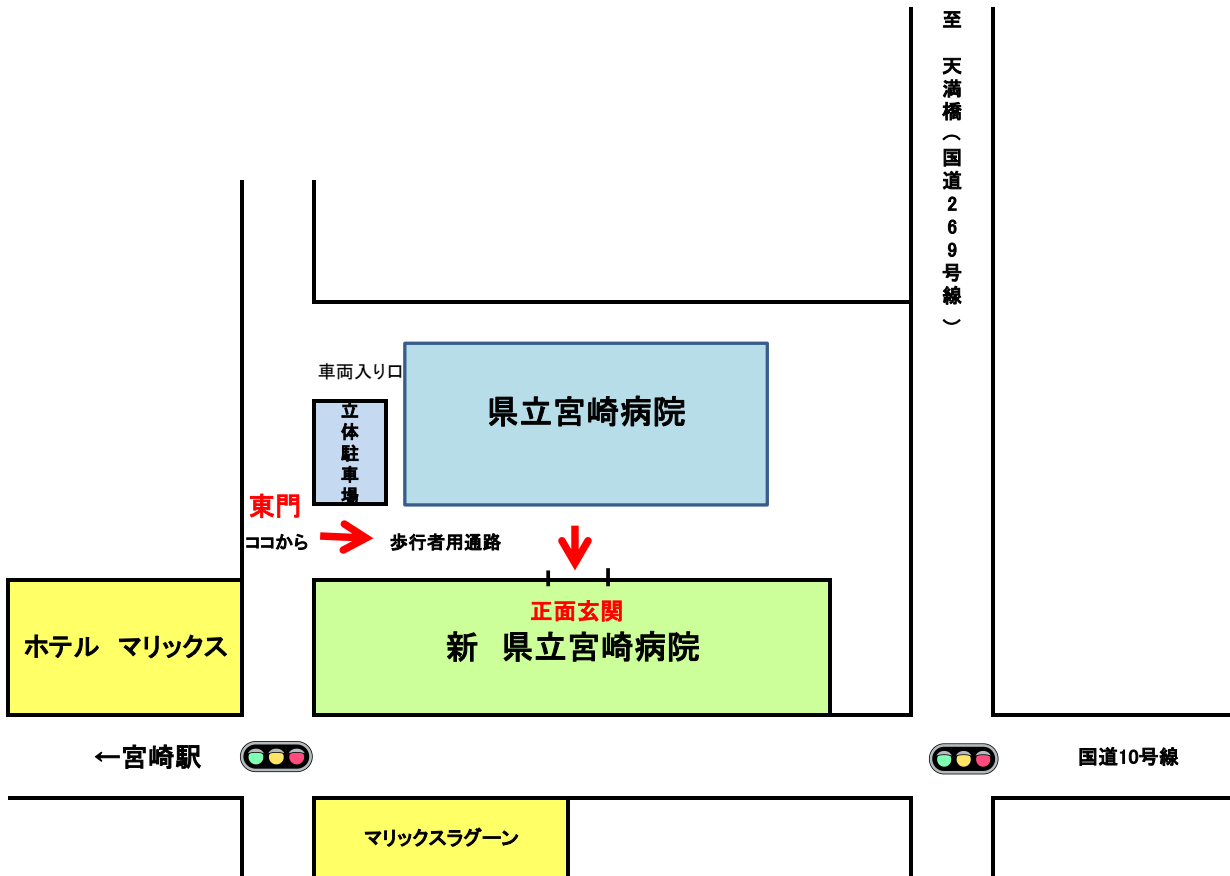 至　天満橋（国道269号線）
車両入り口
県立宮崎病院
立体駐車場
東門
ココから
歩行者用通路
正面玄関
ホテル　マリックス
新　県立宮崎病院
←宮崎駅
国道10号線
マリックスラグーン